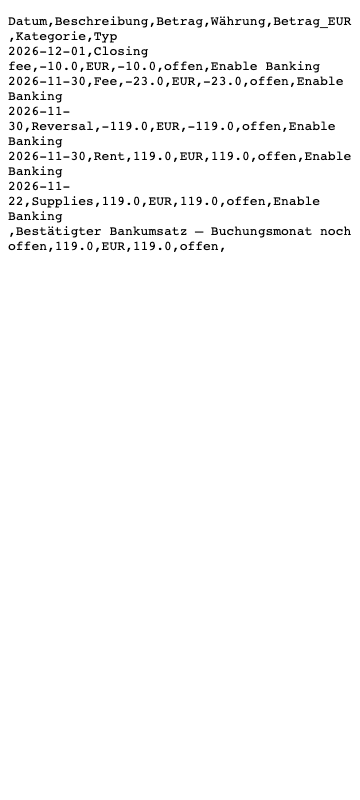 Datum,Beschreibung,Betrag,Währung,Betrag_EUR
,Kategorie,Typ
2026-12-01,Closing
fee,-10.0,EUR,-10.0,offen,Enable Banking
2026-11-30,Fee,-23.0,EUR,-23.0,offen,Enable
Banking
2026-11-
30,Reversal,-119.0,EUR,-119.0,offen,Enable
Banking
2026-11-30,Rent,119.0,EUR,119.0,offen,Enable
Banking
2026-11-
22,Supplies,119.0,EUR,119.0,offen,Enable
Banking
,Bestätigter Bankumsatz — Buchungsmonat noch
offen,119.0,EUR,119.0,offen,